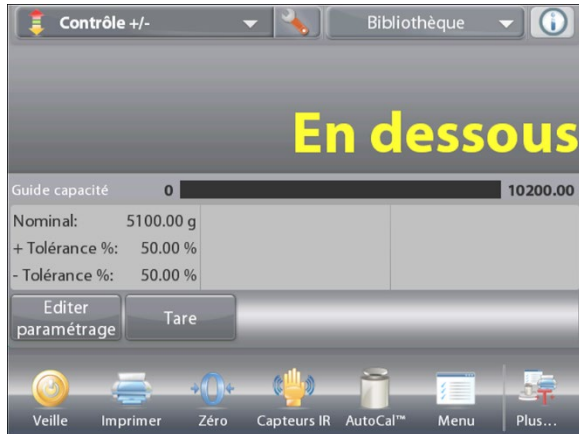 Contrôle +/-
Bibliothèque
En dessous
Guide capacité 0 10200.00
Nominal: 5100.00 g
+ Tolérance %: 50.00 %
- Tolérance %: 50.00 %
Editer paramétrage
Tare
Veille
Imprimer
Zéro
Capteurs IR
AutoCal™
Menu
Plus...